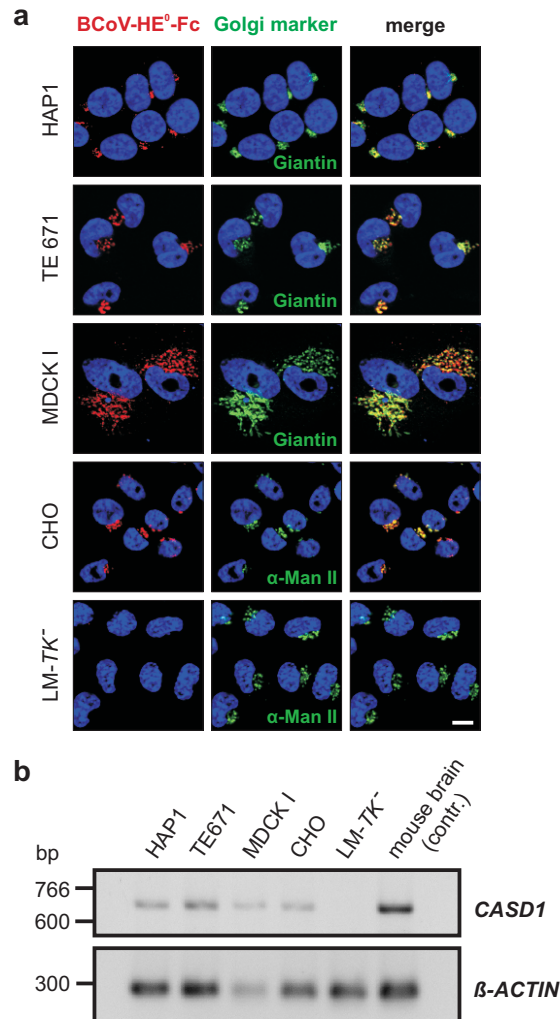 a
BCoV-HE⁰-Fc Golgi marker merge
HAP1
Giantin
TE 671
Giantin
MDCK I
Giantin
CHO
α-Man II
LM-TK⁻
α-Man II
b
bp
HAP1 TE671 MDCK I CHO LM-TK⁻ mouse brain (contr.)
766
600
CASD1
300
ß-ACTIN